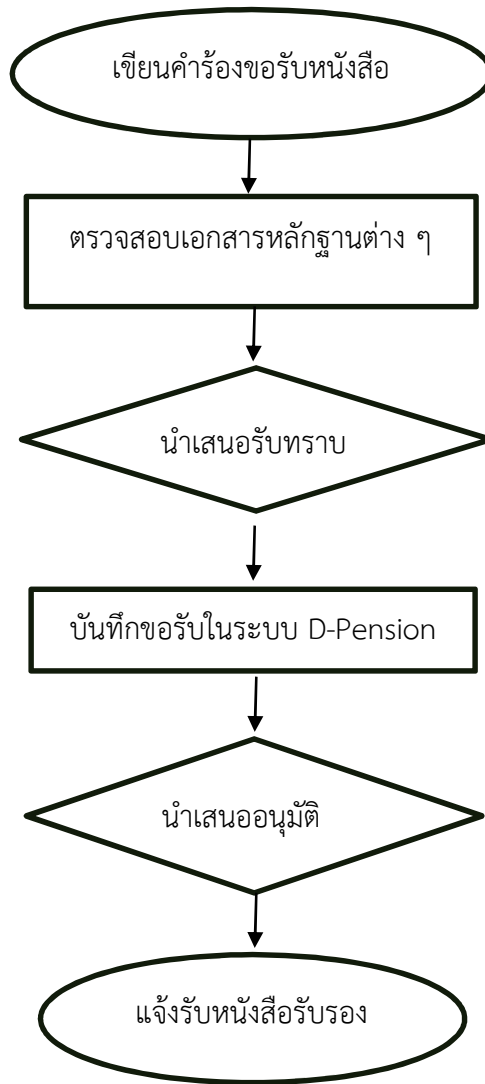 เขียนคำร้องขอรับหนังสือ
ตรวจสอบเอกสารหลักฐานต่าง ๆ
นำเสนอรับทราบ
บันทึกขอรับในระบบ D-Pension
นำเสนออนุมัติ
แจ้งรับหนังสือรับรอง